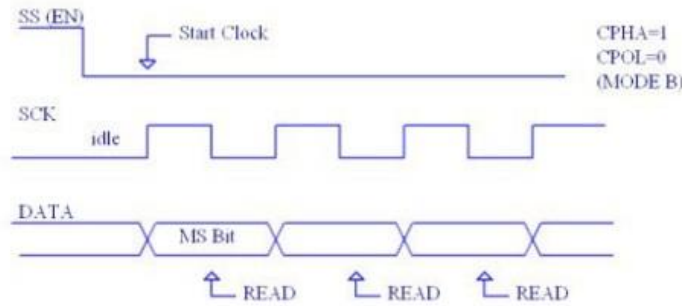 SS (EN)
Start Clock
CPHA=1
CPOL=0
(MODE B)
SCK
idle
DATA
MS Bit
READ
READ
READ